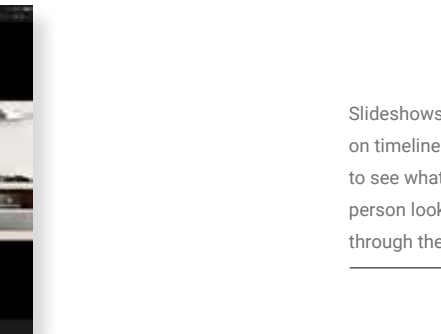 Slideshows
on timeline
to see what
person look
through the